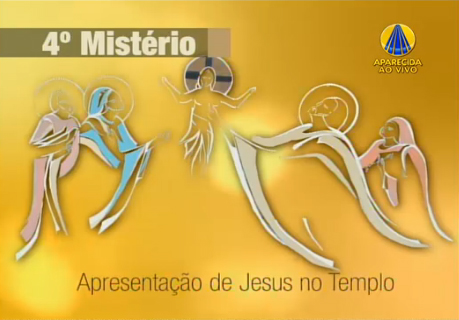 4º Mistério
APARECIDA
AO VIVO
Apresentação de Jesus no Templo